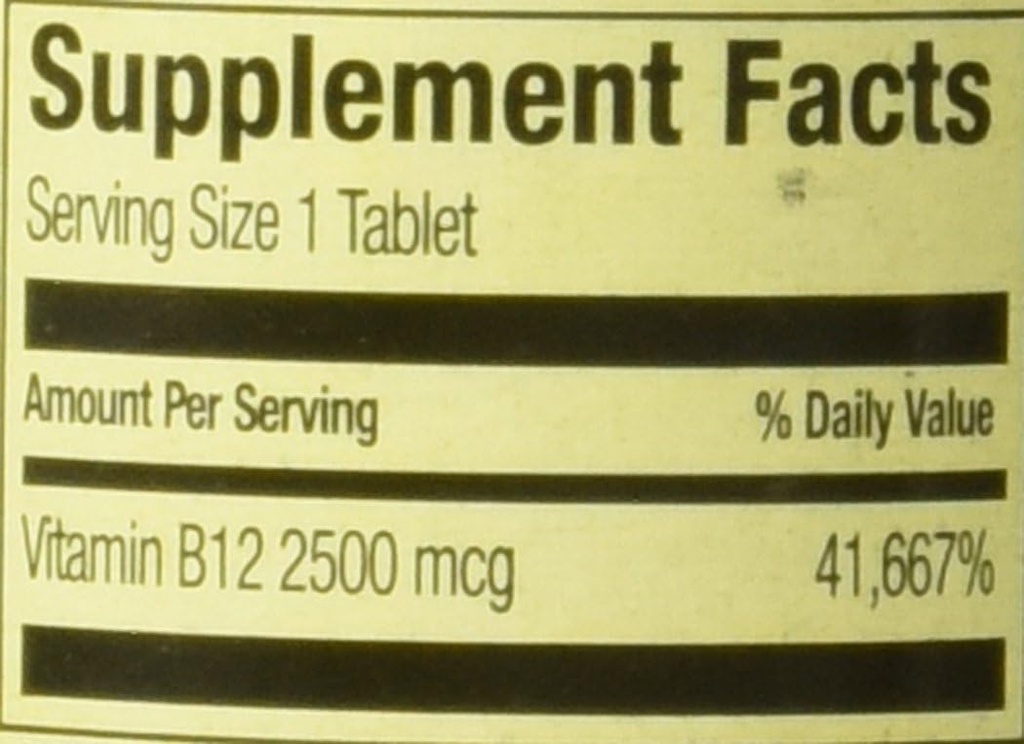 Supplement Facts
Serving Size 1 Tablet
Amount Per Serving % Daily Value
Vitamin B12 2500 mcg 41,667%